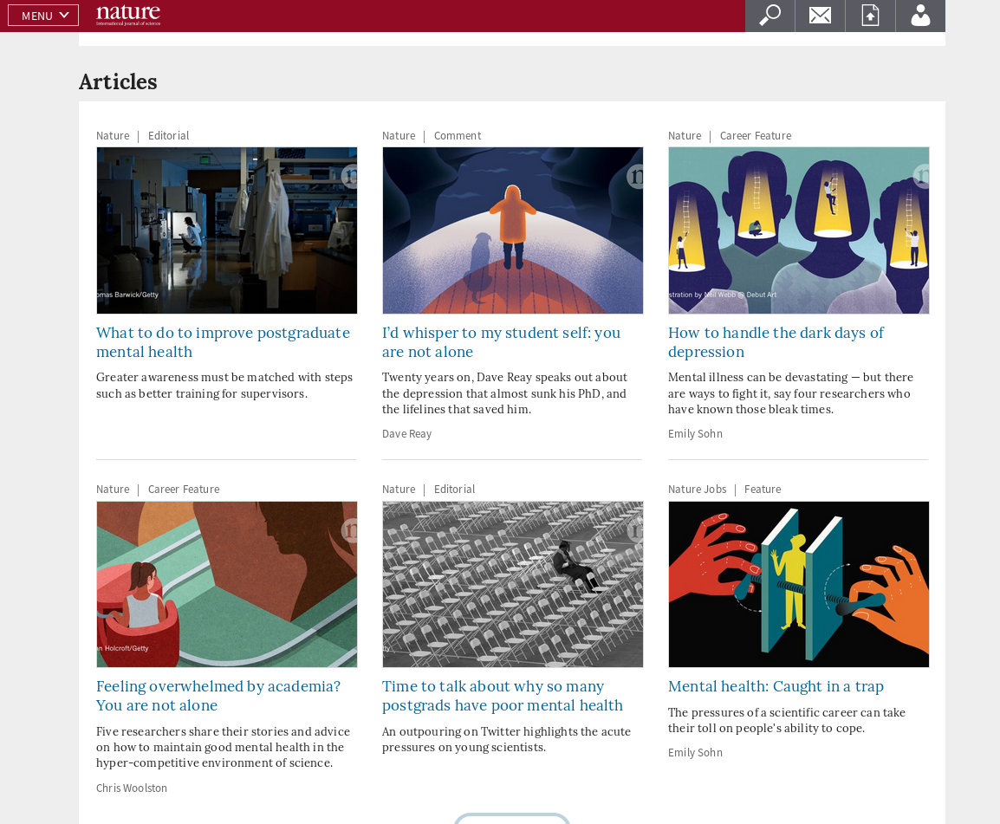 MENU
nature
International journal of science
Articles
Nature | Editorial
Nature | Comment
Nature | Career Feature
omas Barwick/Getty
stration by Neil Webb @ Debut Art
What to do to improve postgraduate
mental health
Greater awareness must be matched with steps
such as better training for supervisors.
I’d whisper to my student self: you
are not alone
Twenty years on, Dave Reay speaks out about
the depression that almost sunk his PhD, and
the lifelines that saved him.
Dave Reay
How to handle the dark days of
depression
Mental illness can be devastating — but there
are ways to fight it, say four researchers who
have known those bleak times.
Emily Sohn
Nature | Career Feature
Nature | Editorial
Nature Jobs | Feature
n Holcroft/Getty
ty
Feeling overwhelmed by academia?
You are not alone
Five researchers share their stories and advice
on how to maintain good mental health in the
hyper-competitive environment of science.
Chris Woolston
Time to talk about why so many
postgrads have poor mental health
An outpouring on Twitter highlights the acute
pressures on young scientists.
Mental health: Caught in a trap
The pressures of a scientific career can take
their toll on people's ability to cope.
Emily Sohn